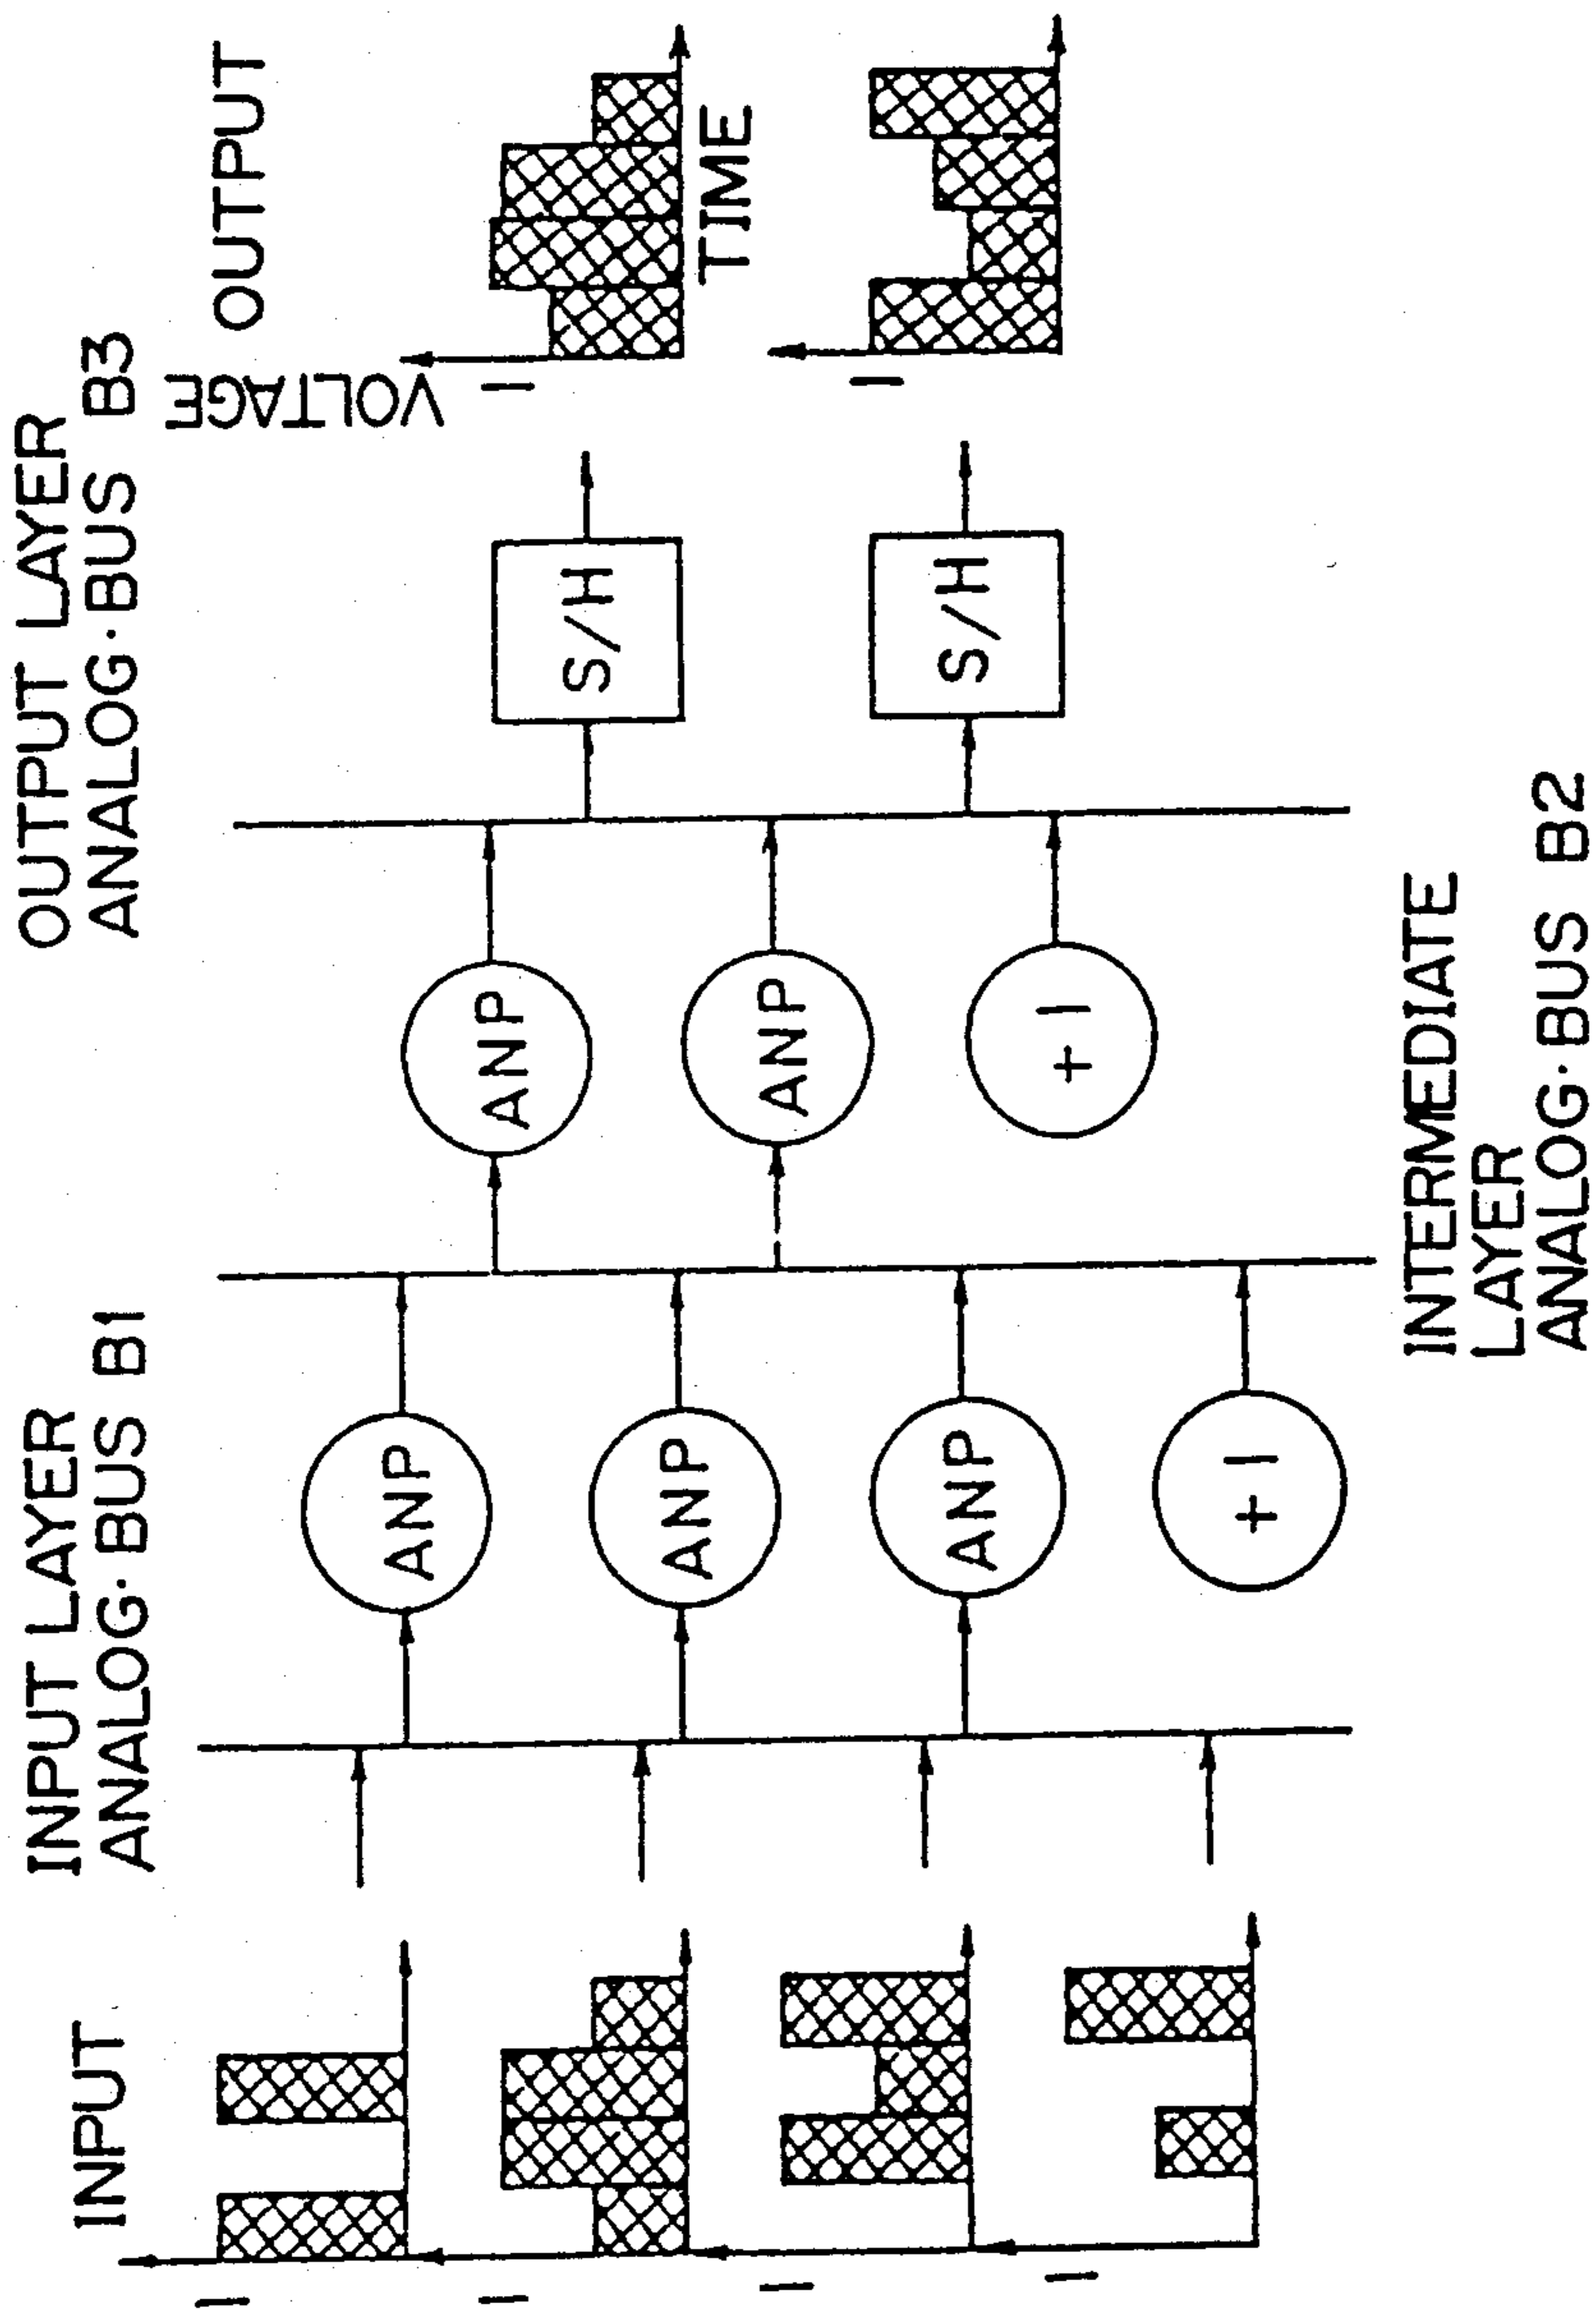 INPUT
INPUT LAYER
ANALOG·BUS B1
OUTPUT LAYER
ANALOG·BUS B3
OUTPUT
VOLTAGE
1
1
1
1
ANP
ANP
ANP
+1
ANP
ANP
+1
S/H
S/H
1
TIME
1
INTERMEDIATE
LAYER
ANALOG·BUS B2